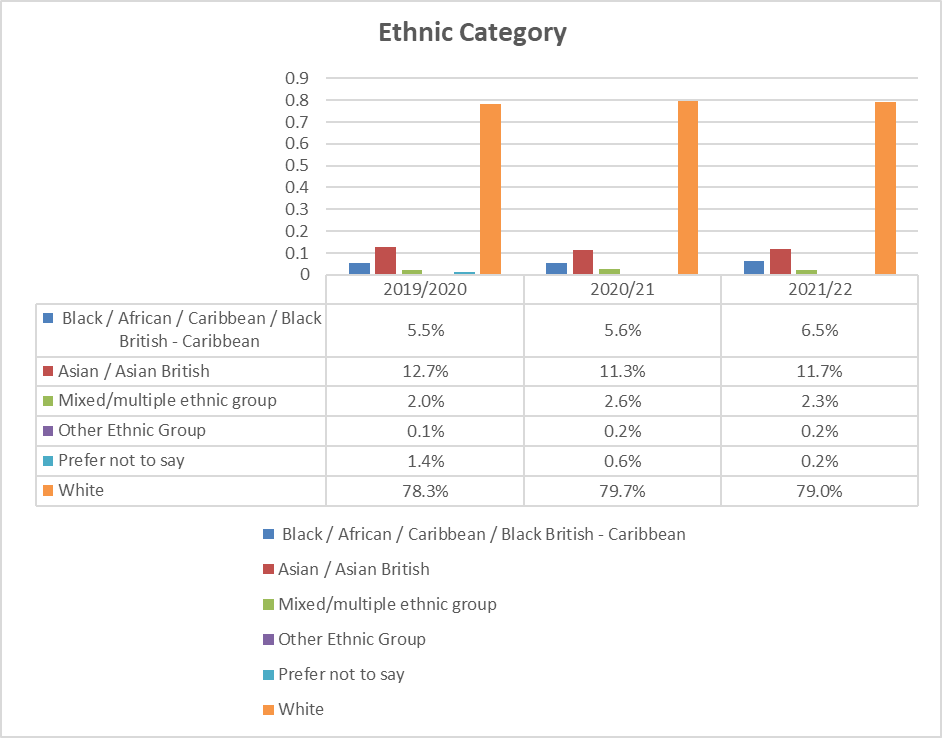 Ethnic Category
0.9
0.8
0.7
0.6
0.5
0.4
0.3
0.2
0.1
0
2019/2020 2020/21 2021/22
Black / African / Caribbean / Black
British - Caribbean 5.5% 5.6% 6.5%
Asian / Asian British 12.7% 11.3% 11.7%
Mixed/multiple ethnic group 2.0% 2.6% 2.3%
Other Ethnic Group 0.1% 0.2% 0.2%
Prefer not to say 1.4% 0.6% 0.2%
White 78.3% 79.7% 79.0%
Black / African / Caribbean / Black British - Caribbean
Asian / Asian British
Mixed/multiple ethnic group
Other Ethnic Group
Prefer not to say
White